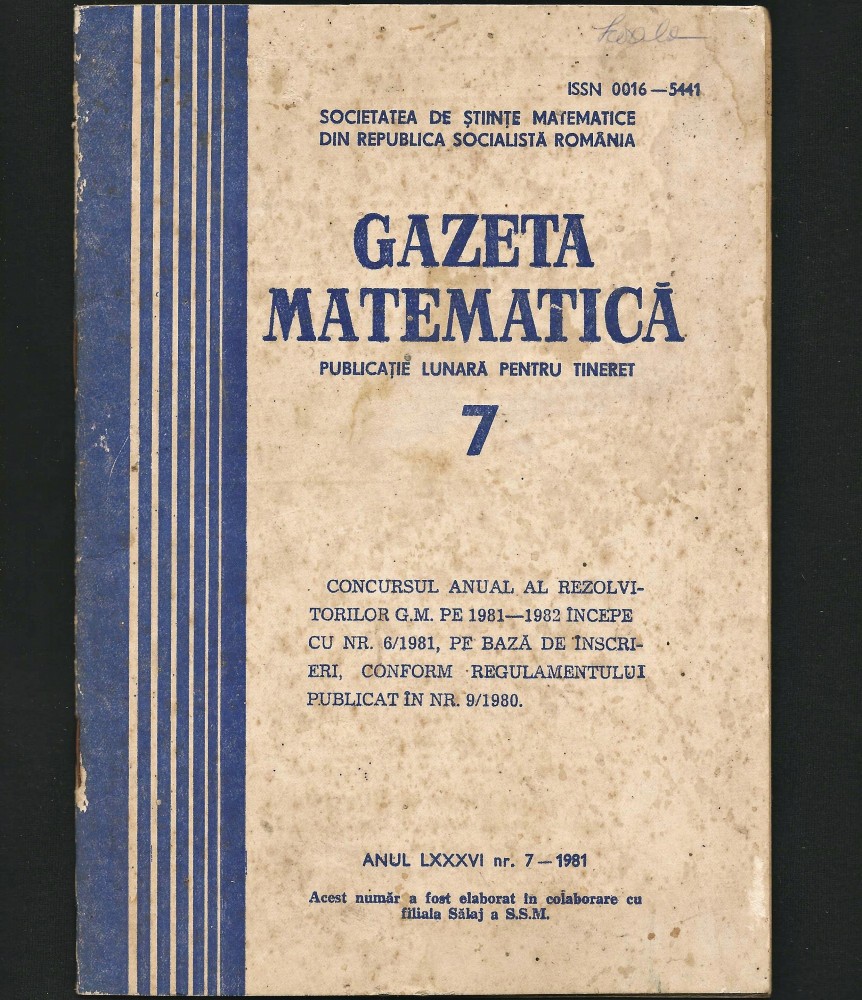 ISSN 0016—5441
SOCIETATEA DE ȘTIINȚE MATEMATICE
DIN REPUBLICA SOCIALISTĂ ROMÂNIA
GAZETA
MATEMATICĂ
PUBLICAȚIE LUNARĂ PENTRU TINERET
7
CONCURSUL ANUAL AL REZOLVI-
TORILOR G.M. PE 1981—1982 ÎNCEPE
CU NR. 6/1981, PE BAZĂ DE ÎNSCRI-
ERI, CONFORM REGULAMENTULUI
PUBLICAT ÎN NR. 9/1980.
ANUL LXXXVI nr. 7—1981
Acest număr a fost elaborat în colaborare cu
filiala Sălaj a S.S.M.